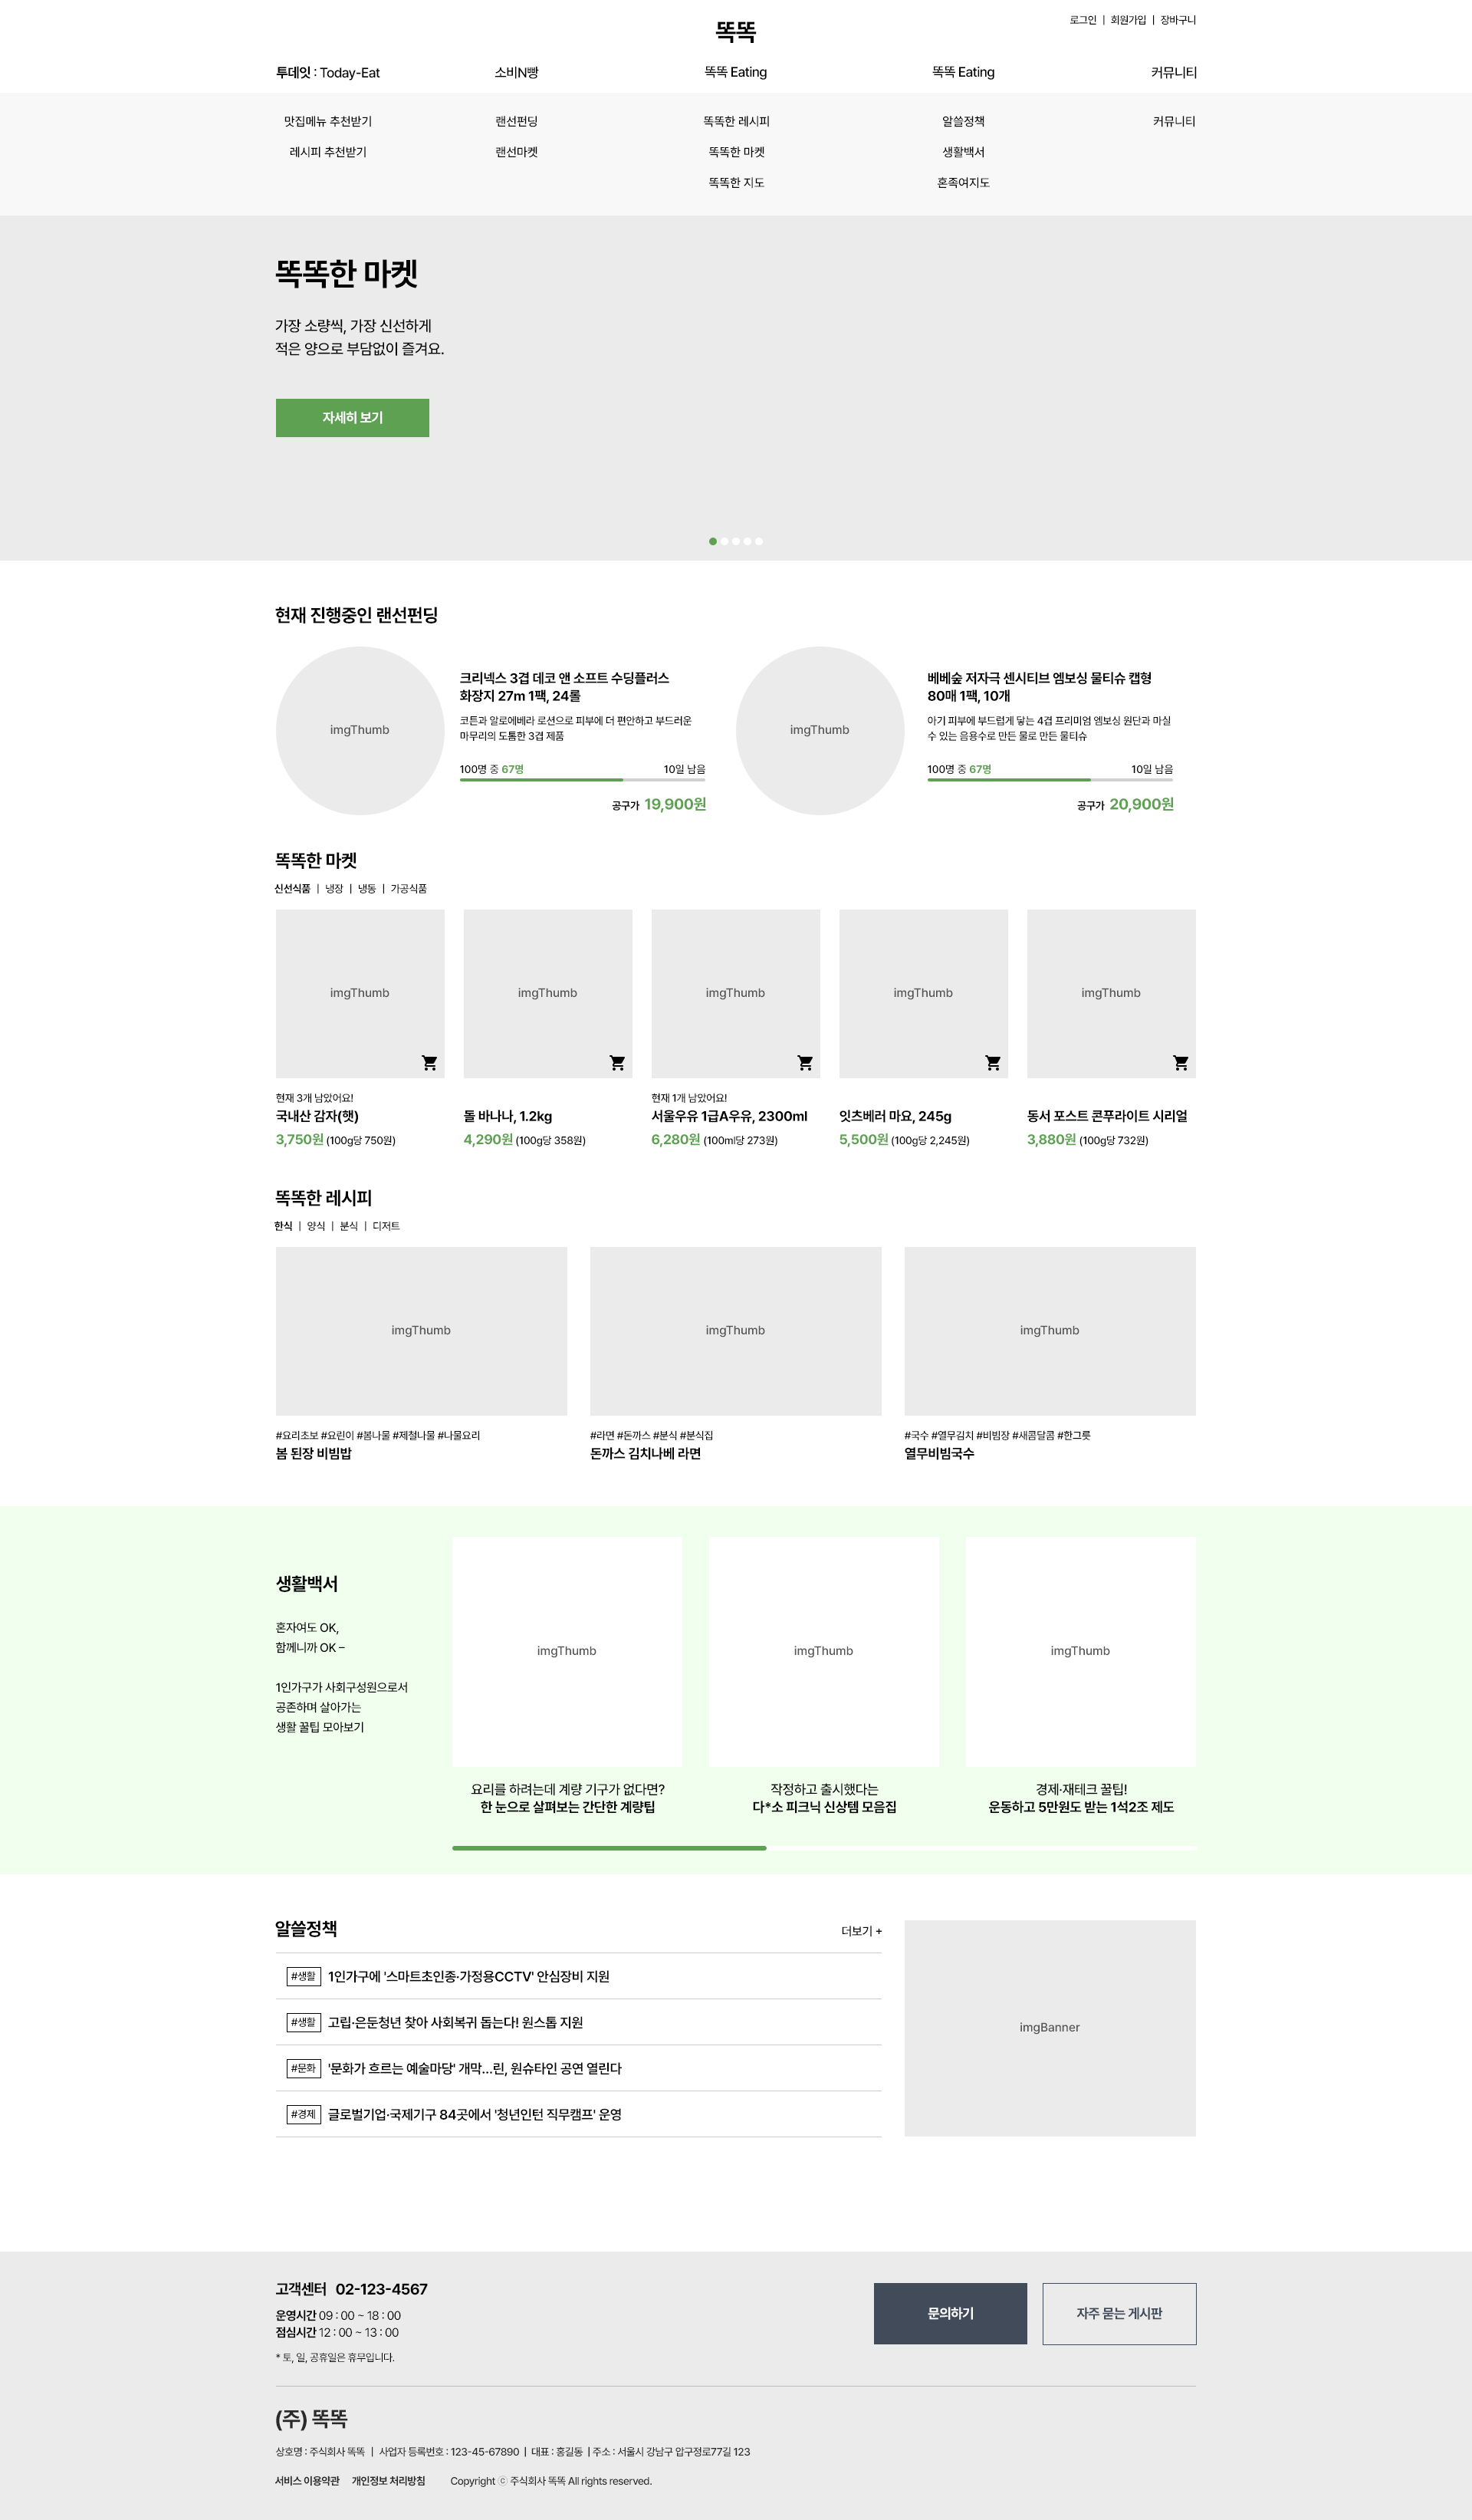 로그인 | 회원가입 | 장바구니
똑똑
투데잇 : Today-Eat
소비N빵
똑똑 Eating
똑똑 Eating
커뮤니티
맛집메뉴 추천받기
레시피 추천받기
랜선펀딩
랜선마켓
똑똑한 레시피
똑똑한 마켓
똑똑한 지도
알쓸정책
생활백서
혼족여지도
커뮤니티
똑똑한 마켓
가장 소량씩, 가장 신선하게
적은 양으로 부담없이 즐겨요.
자세히 보기
현재 진행중인 랜선펀딩
imgThumb
크리넥스 3겹 데코 앤 소프트 수딩플러스
화장지 27m 1팩, 24롤
코튼과 알로에베라 로션으로 피부에 더 편안하고 부드러운
마무리의 도톰한 3겹 제품
100명 중 67명
10일 남음
공구가 19,900원
imgThumb
베베숲 저자극 센시티브 엠보싱 물티슈 캡형
80매 1팩, 10개
아기 피부에 부드럽게 닿는 4겹 프리미엄 엠보싱 원단과 마실
수 있는 음용수로 만든 물로 만든 물티슈
100명 중 67명
10일 남음
공구가 20,900원
똑똑한 마켓
신선식품 | 냉장 | 냉동 | 가공식품
imgThumb
현재 3개 남았어요!
국내산 감자(햇)
3,750원 (100g당 750원)
imgThumb
돌 바나나, 1.2kg
4,290원 (100g당 358원)
imgThumb
현재 1개 남았어요!
서울우유 1급A우유, 2300ml
6,280원 (100ml당 273원)
imgThumb
잇츠베러 마요, 245g
5,500원 (100g당 2,245원)
imgThumb
동서 포스트 콘푸라이트 시리얼
3,880원 (100g당 732원)
똑똑한 레시피
한식 | 양식 | 분식 | 디저트
imgThumb
#요리초보 #요린이 #봄나물 #제철나물 #나물요리
봄 된장 비빔밥
imgThumb
#라면 #돈까스 #분식 #분식집
돈까스 김치나베 라면
imgThumb
#국수 #열무김치 #비빔장 #새콤달콤 #한그릇
열무비빔국수
생활백서
혼자여도 OK,
함께니까 OK –
1인가구가 사회구성원으로서
공존하며 살아가는
생활 꿀팁 모아보기
imgThumb
요리를 하려는데 계량 기구가 없다면?
한 눈으로 살펴보는 간단한 계량팁
imgThumb
작정하고 출시했다는
다*소 피크닉 신상템 모음집
imgThumb
경제·재테크 꿀팁!
운동하고 5만원도 받는 1석2조 제도
알쓸정책
더보기 +
#생활 1인가구에 '스마트초인종·가정용CCTV' 안심장비 지원
#생활 고립·은둔청년 찾아 사회복귀 돕는다! 원스톱 지원
#문화 '문화가 흐르는 예술마당' 개막…린, 원슈타인 공연 열린다
#경제 글로벌기업·국제기구 84곳에서 '청년인턴 직무캠프' 운영
imgBanner
고객센터 02-123-4567
운영시간 09 : 00 ~ 18 : 00
점심시간 12 : 00 ~ 13 : 00
* 토, 일, 공휴일은 휴무입니다.
문의하기
자주 묻는 게시판
(주) 똑똑
상호명 : 주식회사 똑똑 | 사업자 등록번호 : 123-45-67890 | 대표 : 홍길동 | 주소 : 서울시 강남구 압구정로77길 123
서비스 이용약관 개인정보 처리방침 Copyright ⓒ 주식회사 똑똑 All rights reserved.